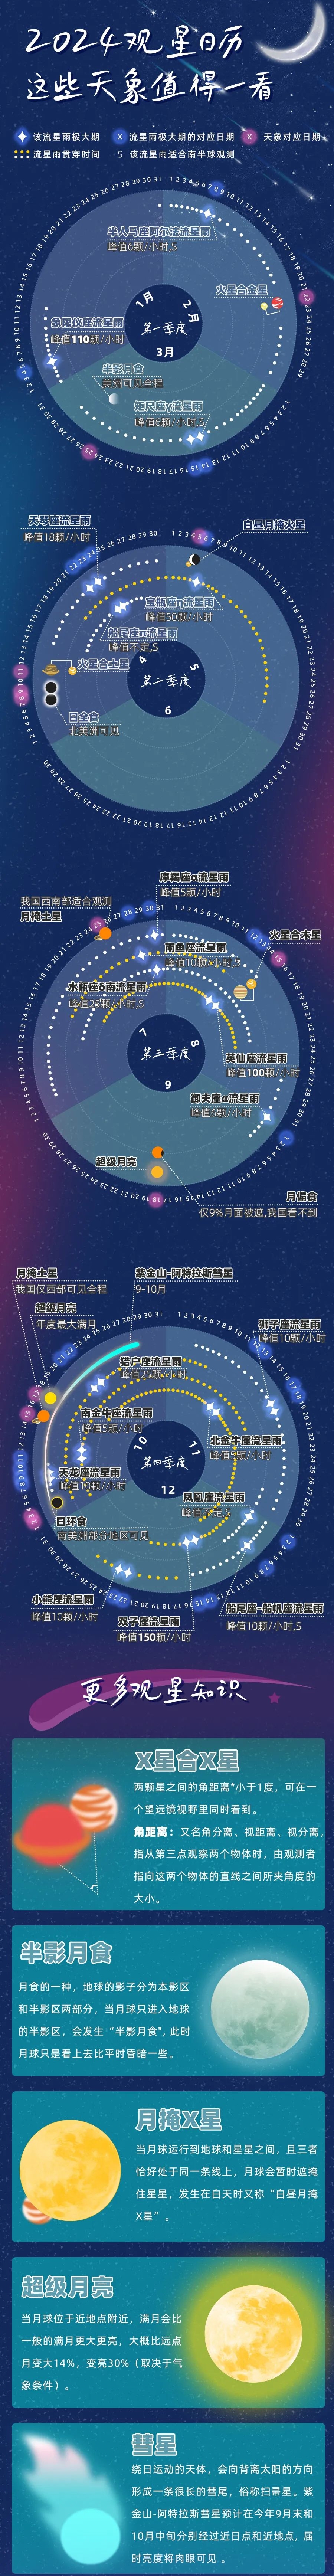 2024观星日历
这些天象值得一看
该流星雨极大期
X 流星雨极大期的对应日期
X 天象对应日期
流星雨贯穿时间
S 该流星雨适合南半球观测
半人马座阿尔法流星雨
峰值6颗/小时,S
火星合金星
象限仪座流星雨
峰值110颗/小时
1月
2月
第一季度
3月
半影月食
美洲可见全程
矩尺座γ流星雨
峰值6颗/小时,S
天琴座流星雨
峰值18颗/小时
白昼月掩火星
宝瓶座η流星雨
峰值50颗/小时
船尾座π流星雨
峰值不定,S
火星合土星
4
5
第二季度
6
日全食
北美洲可见
摩羯座α流星雨
峰值5颗/小时
我国西南部适合观测
月掩土星
南鱼座流星雨
峰值10颗/小时,S
火星合木星
水瓶座δ南流星雨
峰值25颗/小时,S
7
8
第三季度
9
英仙座流星雨
峰值100颗/小时
御夫座α流星雨
峰值6颗/小时
超级月亮
月偏食
仅9%月面被遮,我国看不到
月掩土星
我国仅西部可见全程
紫金山-阿特拉斯彗星
9-10月
超级月亮
年度最大满月
狮子座流星雨
峰值10颗/小时
猎户座流星雨
峰值25颗/小时
南金牛座流星雨
峰值5颗/小时
北金牛座流星雨
峰值5颗/小时
10
11
第四季度
12
天龙座流星雨
峰值10颗/小时
凤凰座流星雨
峰值不定,S
日环食
南美洲部分地区可见
小熊座流星雨
峰值10颗/小时
双子座流星雨
峰值150颗/小时
船尾座-船帆座流星雨
峰值10颗/小时,S
更多观星知识
X星合X星
两颗星之间的角距离*小于1度，可在一
个望远镜视野里同时看到。
角距离：又名角分离、视距离、视分离，
指从第三点观察两个物体时，由观测者
指向这两个物体的直线之间所夹角度的
大小。
半影月食
月食的一种，地球的影子分为本影区
和半影区两部分，当月球只进入地球
的半影区，会发生“半影月食”，此时
月球只是看上去比平时昏暗一些。
月掩X星
当月球运行到地球和星星之间，且三者
恰好处于同一条线上，月球会暂时遮掩
住星星，发生在白天时又称“白昼月掩
X星”。
超级月亮
当月球位于近地点附近，满月会比
一般的满月更大更亮，大概比远点
月变大14%，变亮30%（取决于气
象条件）。
彗星
绕日运动的天体，会向背离太阳的方向
形成一条很长的彗尾，俗称扫帚星。紫
金山-阿特拉斯彗星预计在今年9月末和
10月中旬分别经过近日点和近地点，届
时亮度将肉眼可见 。